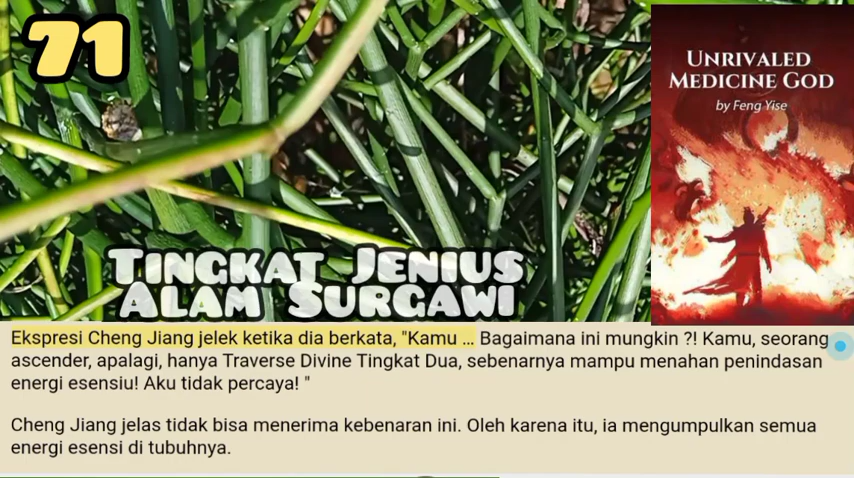 71
UNRIVALED
MEDICINE GOD
by Feng Yise
TINGKAT JENIUS
ALAM SURGAWI
Ekspresi Cheng Jiang jelek ketika dia berkata, "Kamu ... Bagaimana ini mungkin ?! Kamu, seorang
ascender, apalagi, hanya Traverse Divine Tingkat Dua, sebenarnya mampu menahan penindasan
energi esensiu! Aku tidak percaya! "
Cheng Jiang jelas tidak bisa menerima kebenaran ini. Oleh karena itu, ia mengumpulkan semua
energi esensi di tubuhnya.